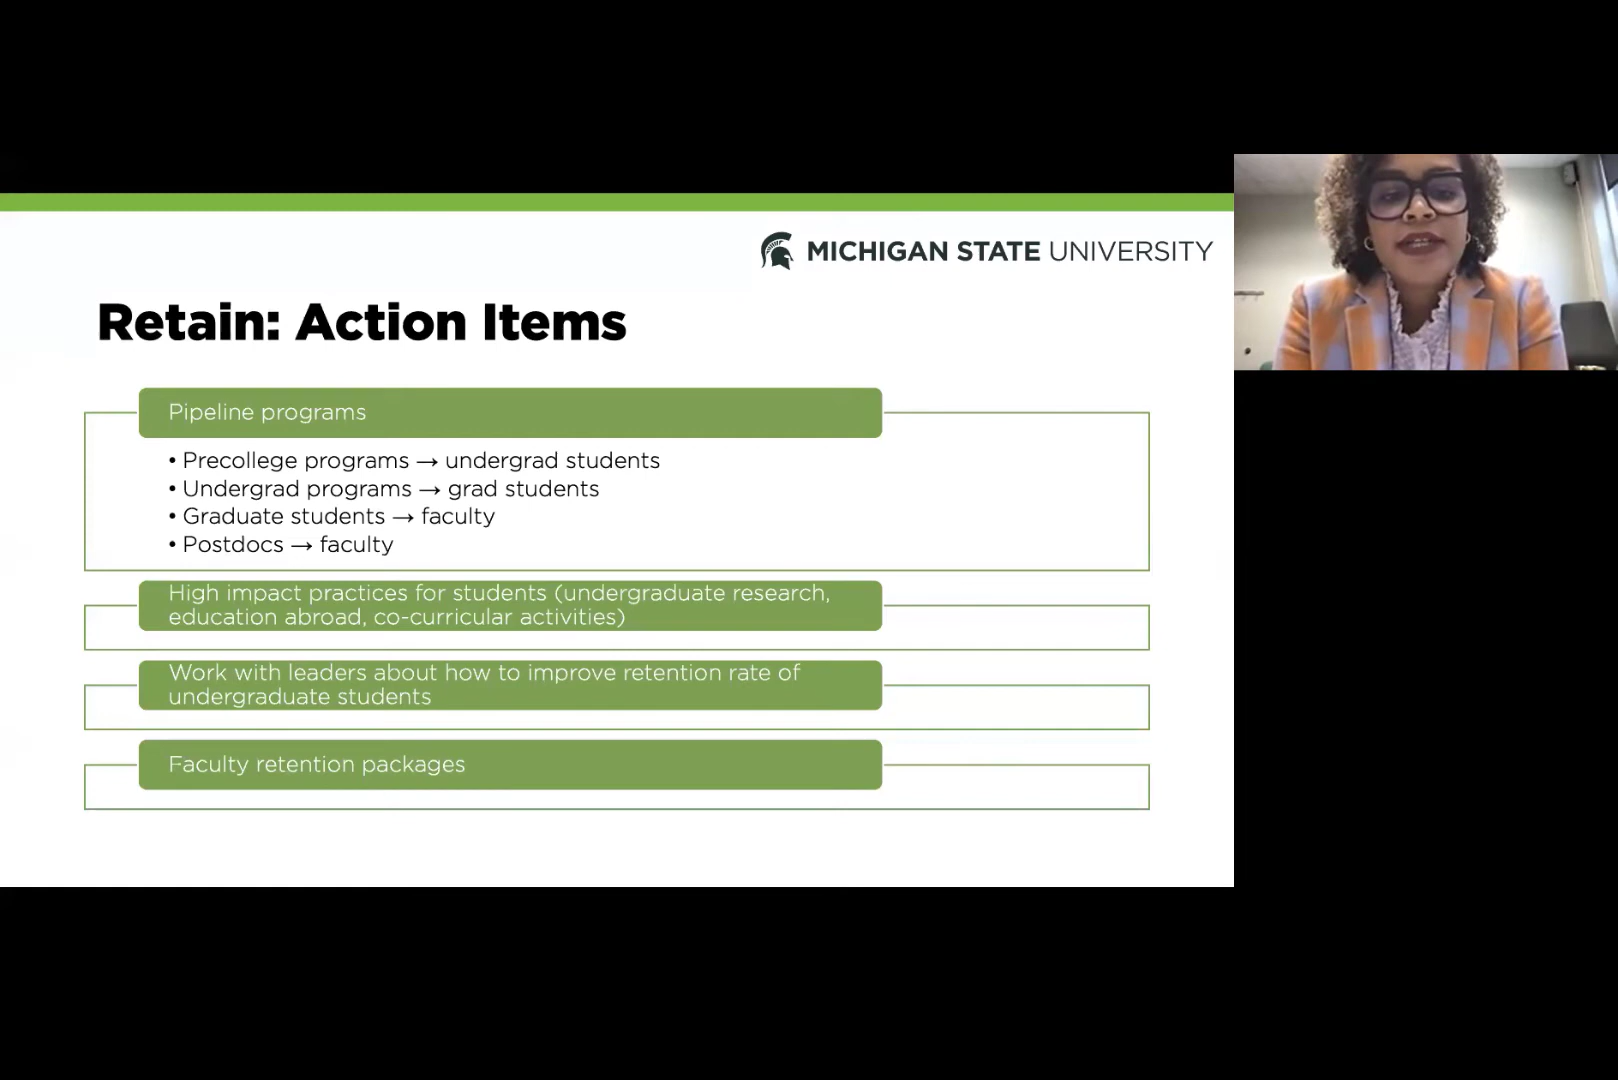 MICHIGAN STATE UNIVERSITY
Retain: Action Items
Pipeline programs
• Precollege programs → undergrad students
• Undergrad programs → grad students
• Graduate students → faculty
• Postdocs → faculty
High impact practices for students (undergraduate research,
education abroad, co-curricular activities)
Work with leaders about how to improve retention rate of
undergraduate students
Faculty retention packages